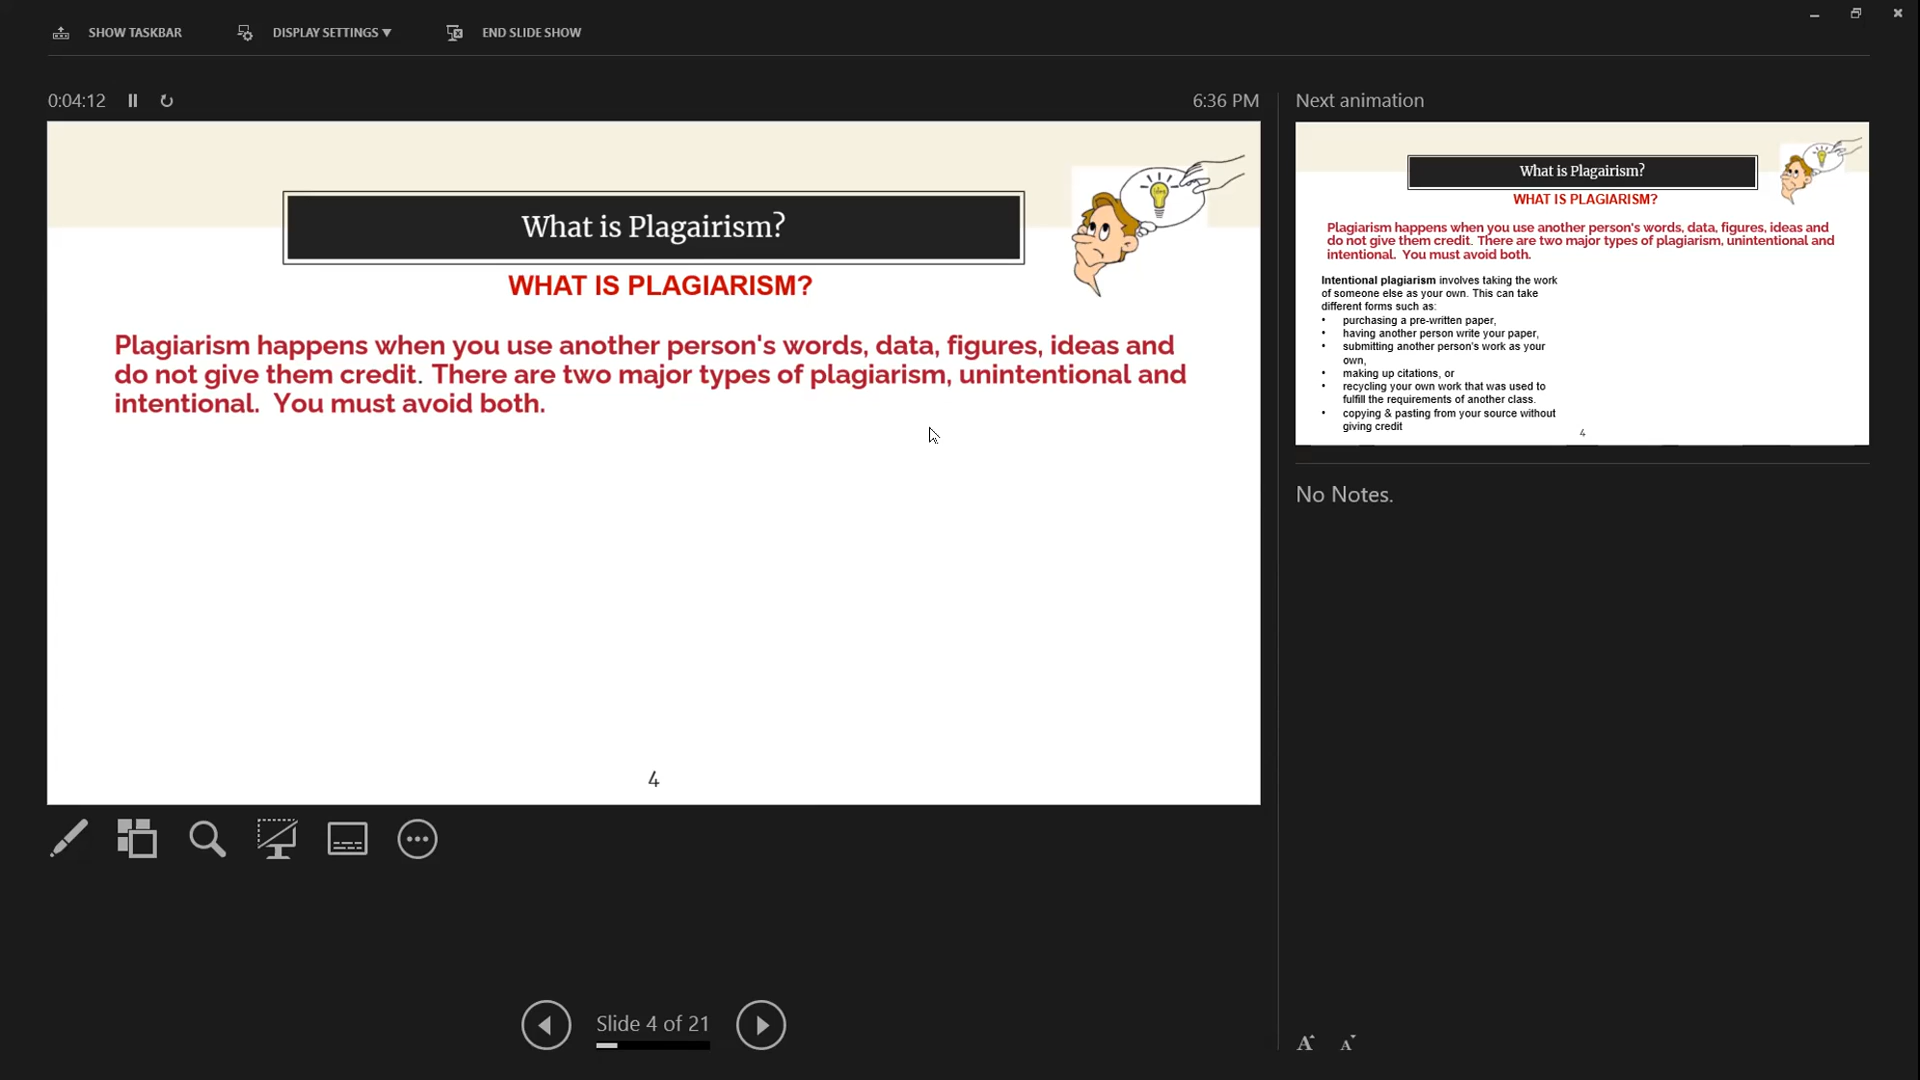 SHOW TASKBAR
DISPLAY SETTINGS ▼
END SLIDE SHOW
0:04:12
6:36 PM
What is Plagairism?
WHAT IS PLAGIARISM?
Plagiarism happens when you use another person's words, data, figures, ideas and
do not give them credit. There are two major types of plagiarism, unintentional and
intentional. You must avoid both.
4
Slide 4 of 21
Next animation
What is Plagairism?
WHAT IS PLAGIARISM?
Plagiarism happens when you use another person's words, data, figures, ideas and
do not give them credit. There are two major types of plagiarism, unintentional and
intentional. You must avoid both.
Intentional plagiarism involves taking the work
of someone else as your own. This can take
different forms such as:
• purchasing a pre-written paper,
• having another person write your paper,
• submitting another person's work as your
own,
• making up citations, or
• recycling your own work that was used to
fulfill the requirements of another class.
• copying & pasting from your source without
giving credit
4
No Notes.
A A